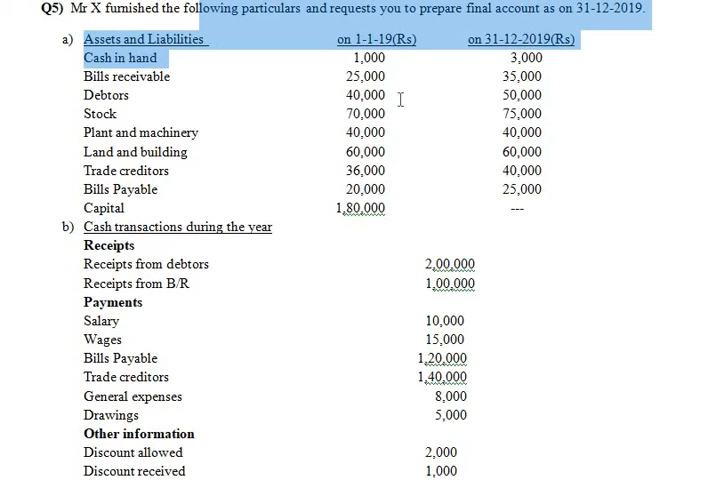 Q5) Mr X furnished the following particulars and requests you to prepare final account as on 31-12-2019.
a) Assets and Liabilities on 1-1-19(Rs) on 31-12-2019(Rs)
Cash in hand 1,000 3,000
Bills receivable 25,000 35,000
Debtors 40,000 50,000
Stock 70,000 75,000
Plant and machinery 40,000 40,000
Land and building 60,000 60,000
Trade creditors 36,000 40,000
Bills Payable 20,000 25,000
Capital 1,80,000 ---
b) Cash transactions during the year
Receipts
Receipts from debtors 2,00,000
Receipts from B/R 1,00,000
Payments
Salary 10,000
Wages 15,000
Bills Payable 1,20,000
Trade creditors 1,40,000
General expenses 8,000
Drawings 5,000
Other information
Discount allowed 2,000
Discount received 1,000